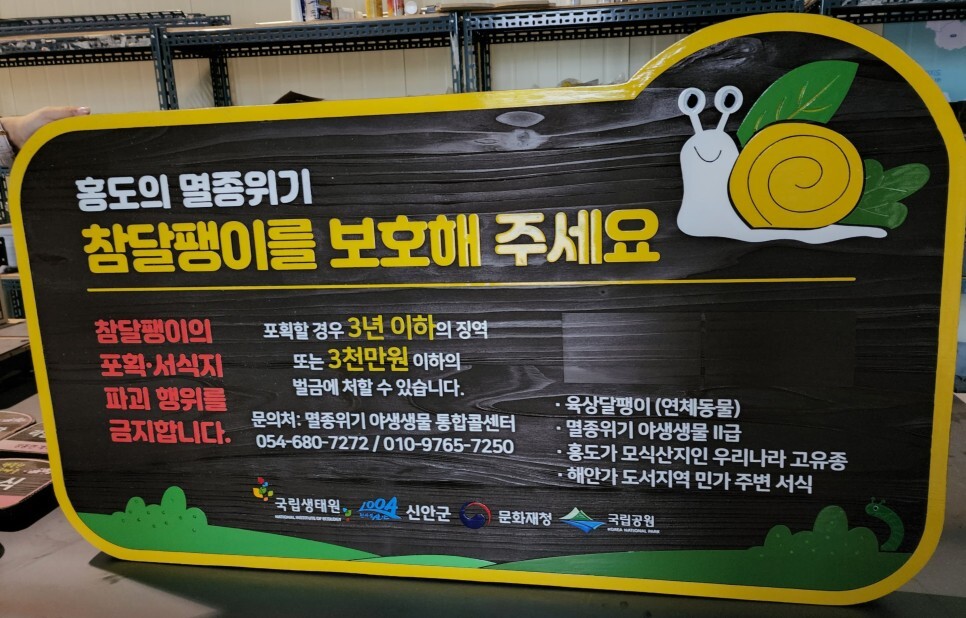 홍도의 멸종위기
참달팽이를 보호해 주세요
참달팽이의
포획·서식지
파괴 행위를
금지합니다.
포획할 경우 3년 이하의 징역
또는 3천만원 이하의
벌금에 처할 수 있습니다.
문의처: 멸종위기 야생생물 통합콜센터
054-680-7272 / 010-9765-7250
· 육상달팽이 (연체동물)
· 멸종위기 야생생물 II급
· 홍도가 모식산지인 우리나라 고유종
· 해안가 도서지역 민가 주변 서식
국립생태원
NATIONAL INSTITUTE OF ECOLOGY
1004
신안군
문화재청
국립공원
KOREA NATIONAL PARK